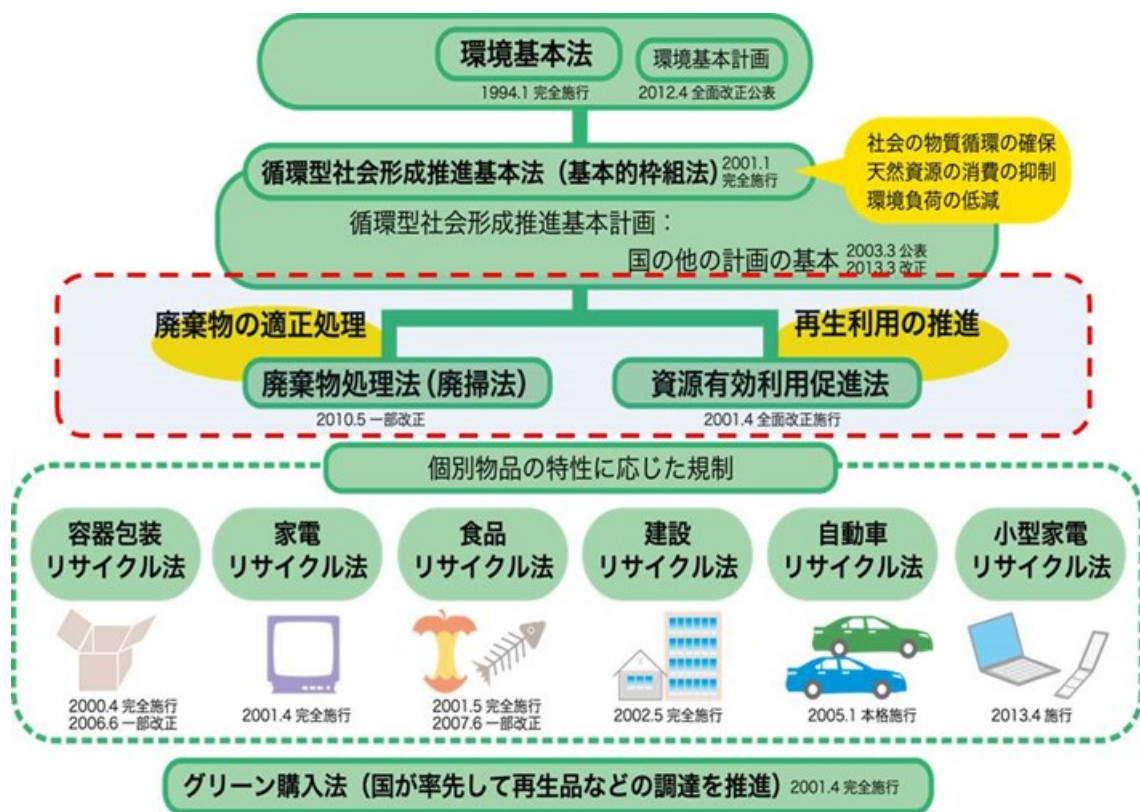 環境基本法
1994.1 完全施行
環境基本計画
2012.4 全面改正公表
循環型社会形成推進基本法（基本的枠組法）
2001.1
完全施行
社会の物質循環の確保
天然資源の消費の抑制
環境負荷の低減
循環型社会形成推進基本計画：
国の他の計画の基本
2003.3 公表
2013.3 改正
廃棄物の適正処理
廃棄物処理法（廃掃法）
2010.5 一部改正
再生利用の推進
資源有効利用促進法
2001.4 全面改正施行
個別物品の特性に応じた規制
容器包装
リサイクル法
2000.4 完全施行
2006.6 一部改正
家電
リサイクル法
2001.4 完全施行
食品
リサイクル法
2001.5 完全施行
2007.6 一部改正
建設
リサイクル法
2002.5 完全施行
自動車
リサイクル法
2005.1 本格施行
小型家電
リサイクル法
2013.4 施行
グリーン購入法（国が率先して再生品などの調達を推進）2001.4 完全施行